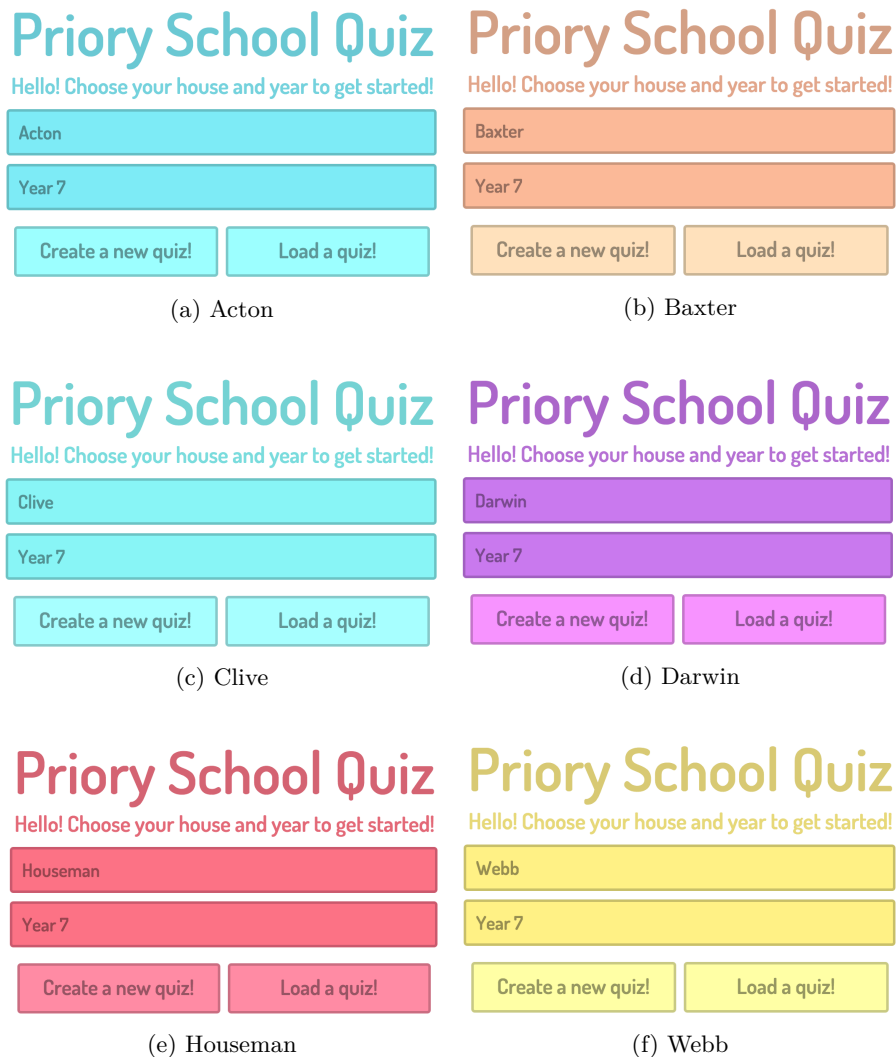 Priory School Quiz
Hello! Choose your house and year to get started!
Acton
Year 7
Create a new quiz!
Load a quiz!
(a) Acton
Priory School Quiz
Hello! Choose your house and year to get started!
Baxter
Year 7
Create a new quiz!
Load a quiz!
(b) Baxter
Priory School Quiz
Hello! Choose your house and year to get started!
Clive
Year 7
Create a new quiz!
Load a quiz!
(c) Clive
Priory School Quiz
Hello! Choose your house and year to get started!
Darwin
Year 7
Create a new quiz!
Load a quiz!
(d) Darwin
Priory School Quiz
Hello! Choose your house and year to get started!
Houseman
Year 7
Create a new quiz!
Load a quiz!
(e) Houseman
Priory School Quiz
Hello! Choose your house and year to get started!
Webb
Year 7
Create a new quiz!
Load a quiz!
(f) Webb